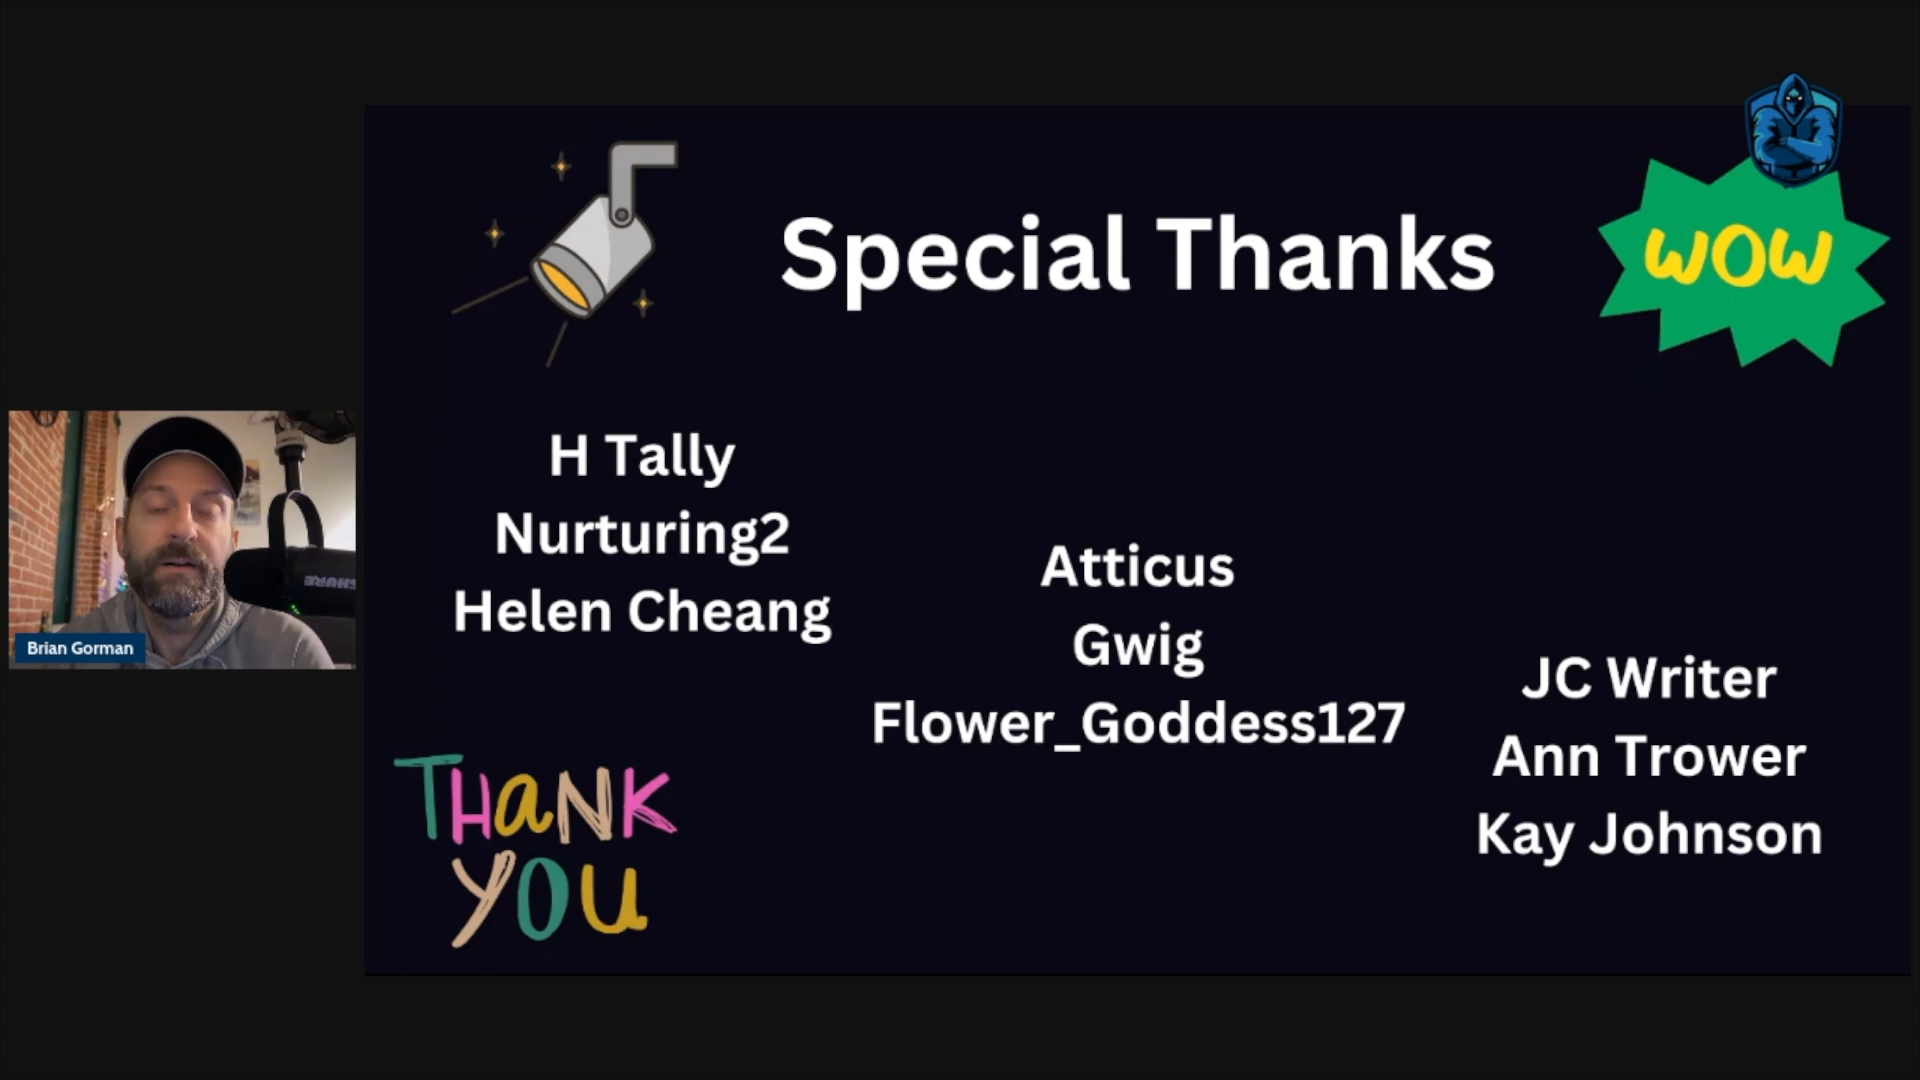 Special Thanks
WOW
H Tally
Nurturing2
Helen Cheang
Atticus
Gwig
Flower_Goddess127
JC Writer
Ann Trower
Kay Johnson
THaNK
YOU
SHURE
Brian Gorman